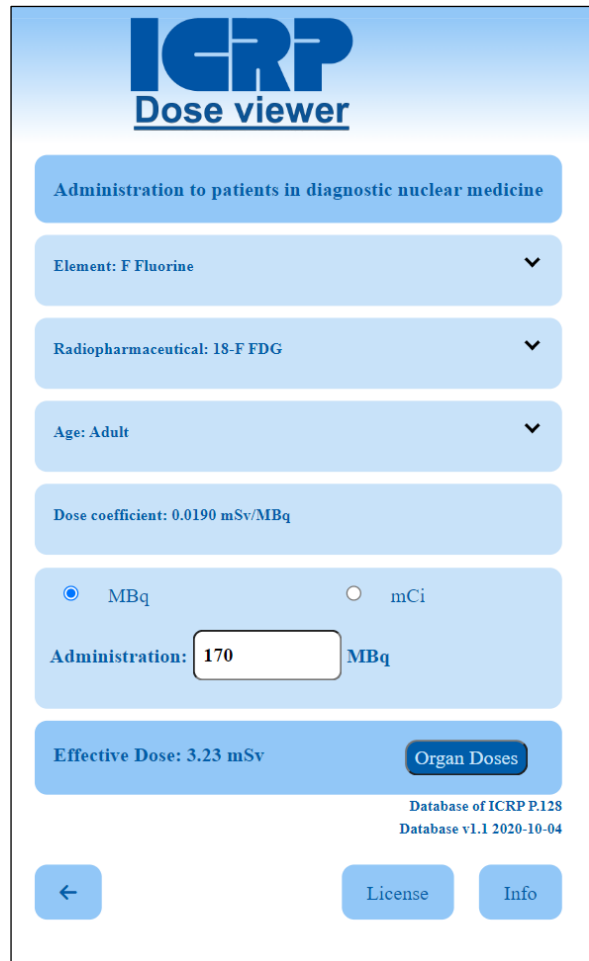 ICRP
Dose viewer
Administration to patients in diagnostic nuclear medicine
Element: F Fluorine
Radiopharmaceutical: 18-F FDG
Age: Adult
Dose coefficient: 0.0190 mSv/MBq
MBq mCi
Administration: 170 MBq
Effective Dose: 3.23 mSv Organ Doses
Database of ICRP P.128
Database v1.1 2020-10-04
License Info